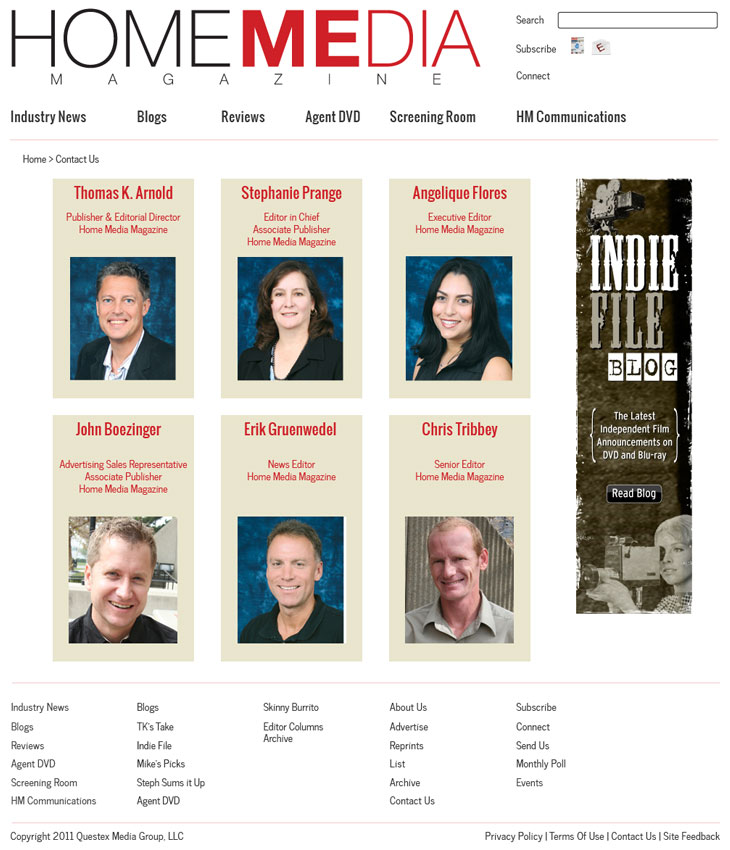 HOMEMEDIA
MAGAZINE
Search
Subscribe
Connect
Industry News
Blogs
Reviews
Agent DVD
Screening Room
HM Communications
Home > Contact Us
Thomas K. Arnold
Publisher & Editorial Director
Home Media Magazine
Stephanie Prange
Editor in Chief
Associate Publisher
Home Media Magazine
Angelique Flores
Executive Editor
Home Media Magazine
John Boezinger
Advertising Sales Representative
Associate Publisher
Home Media Magazine
Erik Gruenwedel
News Editor
Home Media Magazine
Chris Tribbey
Senior Editor
Home Media Magazine
INDIE
FILE
BLOG
The Latest
Independent Film
Announcements on
DVD and Blu-ray
Read Blog
Industry News
Blogs
Reviews
Agent DVD
Screening Room
HM Communications
Blogs
TK's Take
Indie File
Mike's Picks
Steph Sums it Up
Agent DVD
Skinny Burrito
Editor Columns
Archive
About Us
Advertise
Reprints
List
Archive
Contact Us
Subscribe
Connect
Send Us
Monthly Poll
Events
Copyright 2011 Questex Media Group, LLC
Privacy Policy | Terms Of Use | Contact Us | Site Feedback